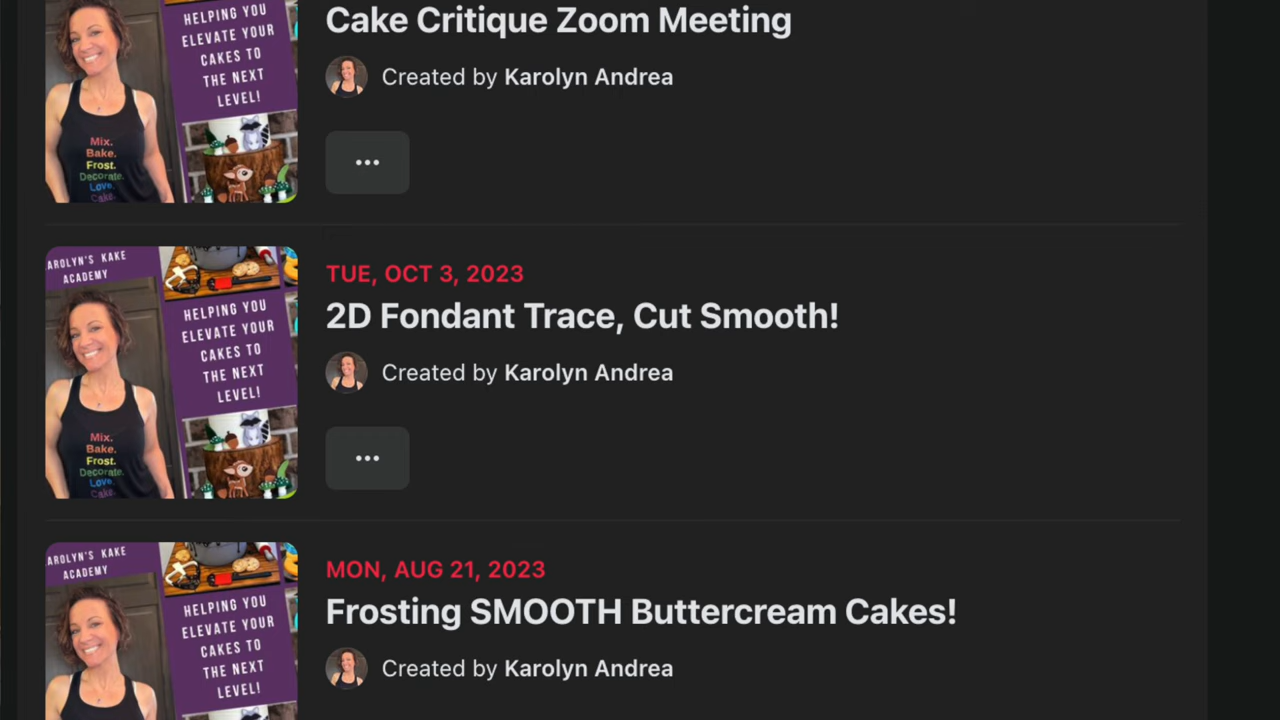 HELPING YOU
ELEVATE YOUR
CAKES TO
THE NEXT
LEVEL!
Mix.
Bake.
Frost.
Decorate.
Love.
Cake.
Cake Critique Zoom Meeting
Created by Karolyn Andrea
...
AROLYN'S KAKE
ACADEMY
HELPING YOU
ELEVATE YOUR
CAKES TO
THE NEXT
LEVEL!
Mix.
Bake.
Frost.
Decorate.
Love.
Cake.
TUE, OCT 3, 2023
2D Fondant Trace, Cut Smooth!
Created by Karolyn Andrea
...
AROLYN'S KAKE
ACADEMY
HELPING YOU
ELEVATE YOUR
CAKES TO
THE NEXT
LEVEL!
MON, AUG 21, 2023
Frosting SMOOTH Buttercream Cakes!
Created by Karolyn Andrea